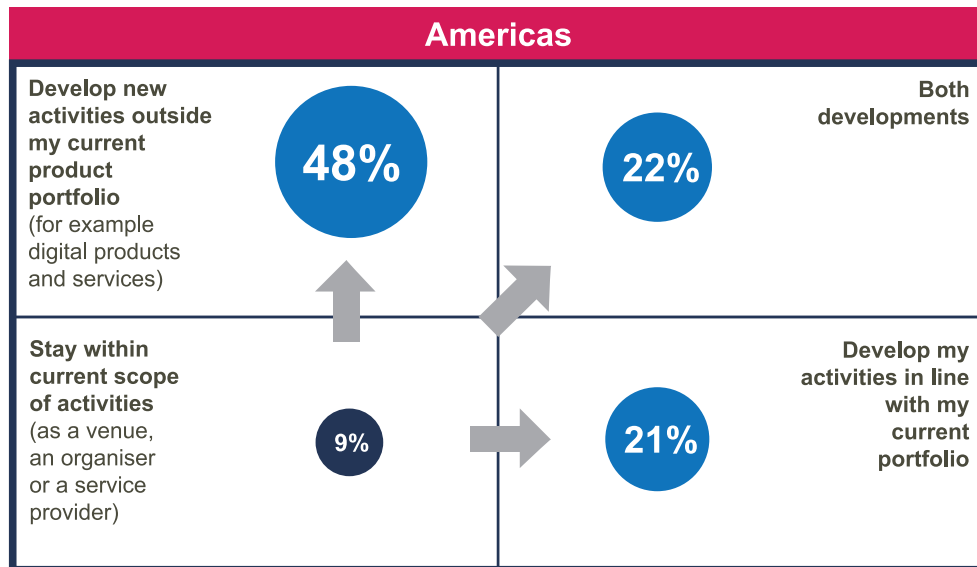 Americas
Develop new
activities outside
my current
product
portfolio
(for example
digital products
and services)
48%
22%
Both
developments
Stay within
current scope
of activities
(as a venue,
an organiser
or a service
provider)
9%
21%
Develop my
activities in line
with my
current
portfolio